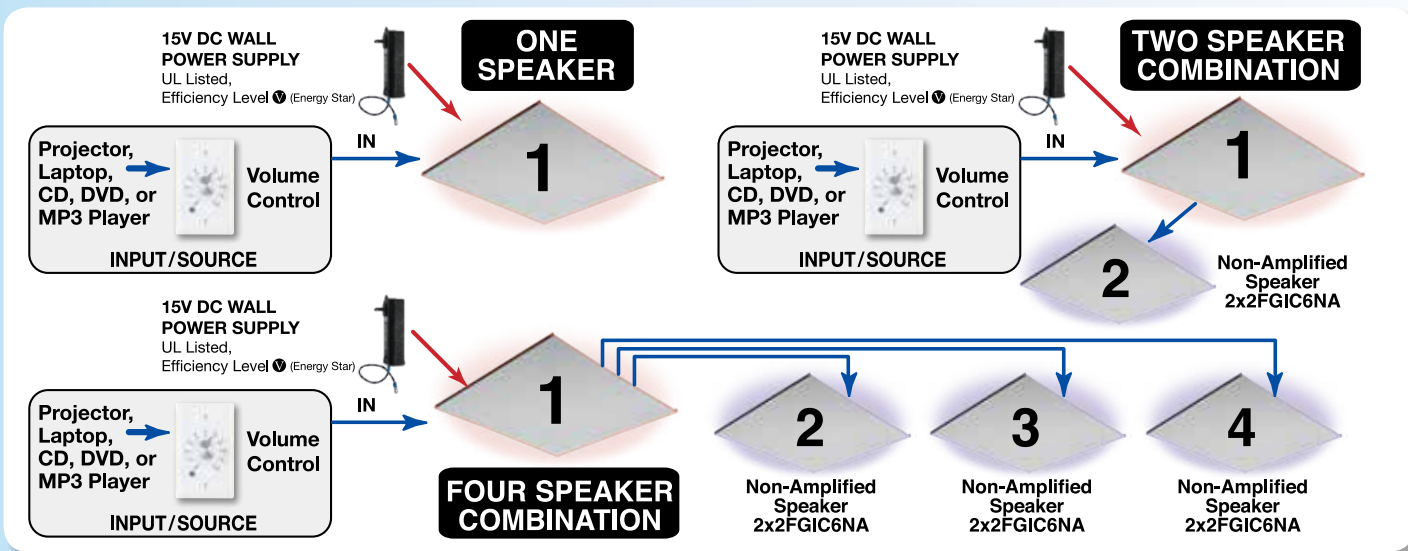 15V DC WALL
POWER SUPPLY
UL Listed,
Efficiency Level V (Energy Star)
ONE
SPEAKER
Projector,
Laptop,
CD, DVD, or
MP3 Player
Volume
Control
INPUT/SOURCE
IN
1
15V DC WALL
POWER SUPPLY
UL Listed,
Efficiency Level V (Energy Star)
TWO SPEAKER
COMBINATION
Projector,
Laptop,
CD, DVD, or
MP3 Player
Volume
Control
INPUT/SOURCE
IN
1
2
Non-Amplified
Speaker
2x2FGIC6NA
15V DC WALL
POWER SUPPLY
UL Listed,
Efficiency Level V (Energy Star)
Projector,
Laptop,
CD, DVD, or
MP3 Player
Volume
Control
INPUT/SOURCE
IN
1
FOUR SPEAKER
COMBINATION
2
Non-Amplified
Speaker
2x2FGIC6NA
3
Non-Amplified
Speaker
2x2FGIC6NA
4
Non-Amplified
Speaker
2x2FGIC6NA